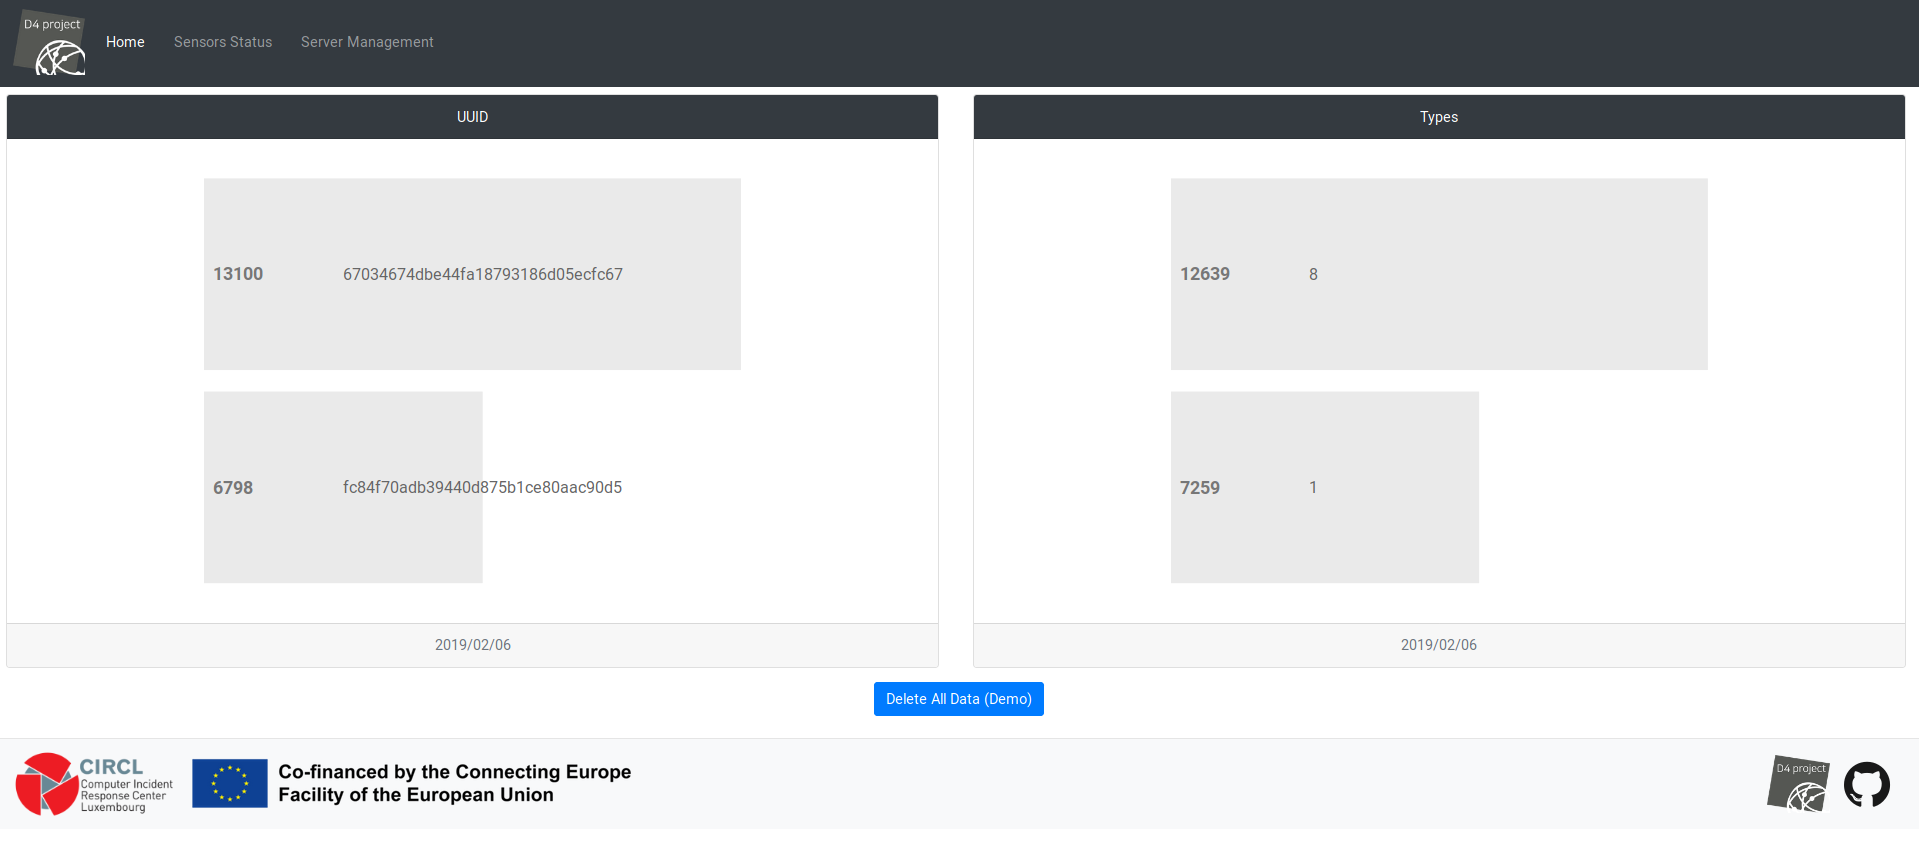 D4 project
Home Sensors Status Server Management
UUID
13100 67034674dbe44fa18793186d05ecfc67
6798 fc84f70adb39440d875b1ce80aac90d5
2019/02/06
Types
12639 8
7259 1
2019/02/06
Delete All Data (Demo)
CIRCL
Computer Incident
Response Center
Luxembourg
Co-financed by the Connecting Europe
Facility of the European Union
D4 project